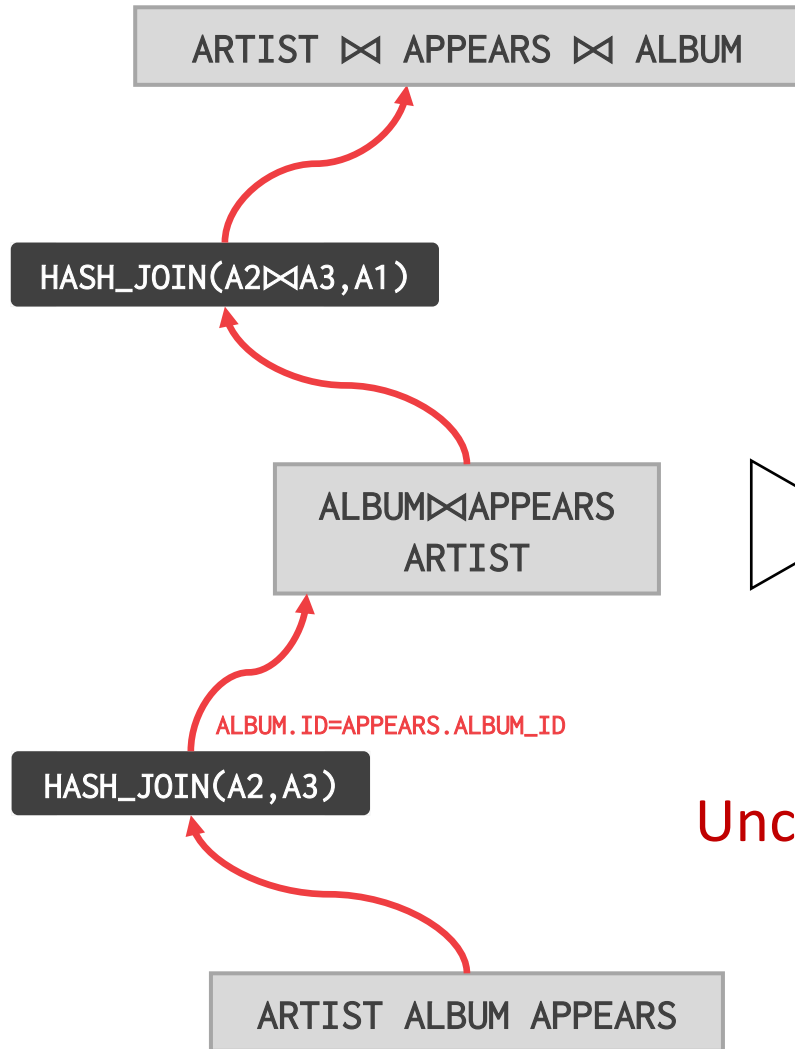 ARTIST ⋈ APPEARS ⋈ ALBUM
HASH_JOIN(A2⋈A3,A1)
ALBUM⋈APPEARS
ARTIST
ALBUM.ID=APPEARS.ALBUM_ID
HASH_JOIN(A2,A3)
Unc
ARTIST ALBUM APPEARS